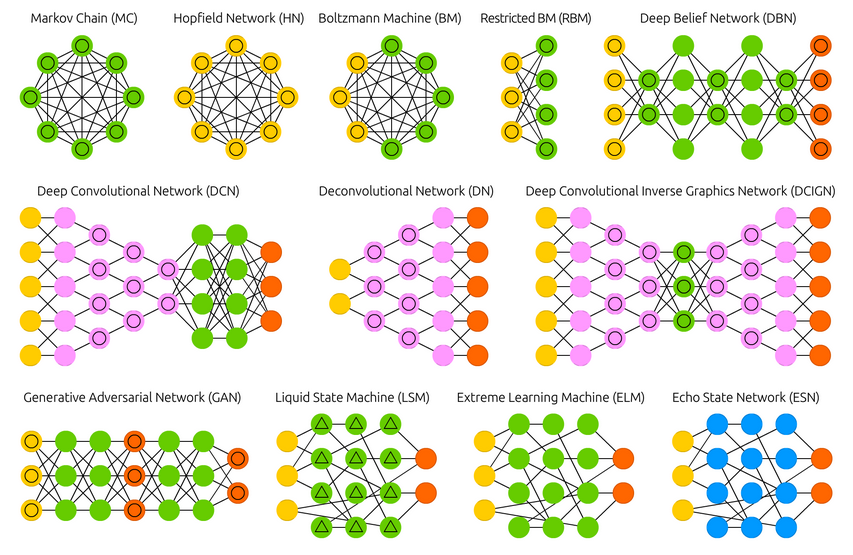 Markov Chain (MC)
Hopfield Network (HN)
Boltzmann Machine (BM)
Restricted BM (RBM)
Deep Belief Network (DBN)
Deep Convolutional Network (DCN)
Deconvolutional Network (DN)
Deep Convolutional Inverse Graphics Network (DCIGN)
Generative Adversarial Network (GAN)
Liquid State Machine (LSM)
Extreme Learning Machine (ELM)
Echo State Network (ESN)